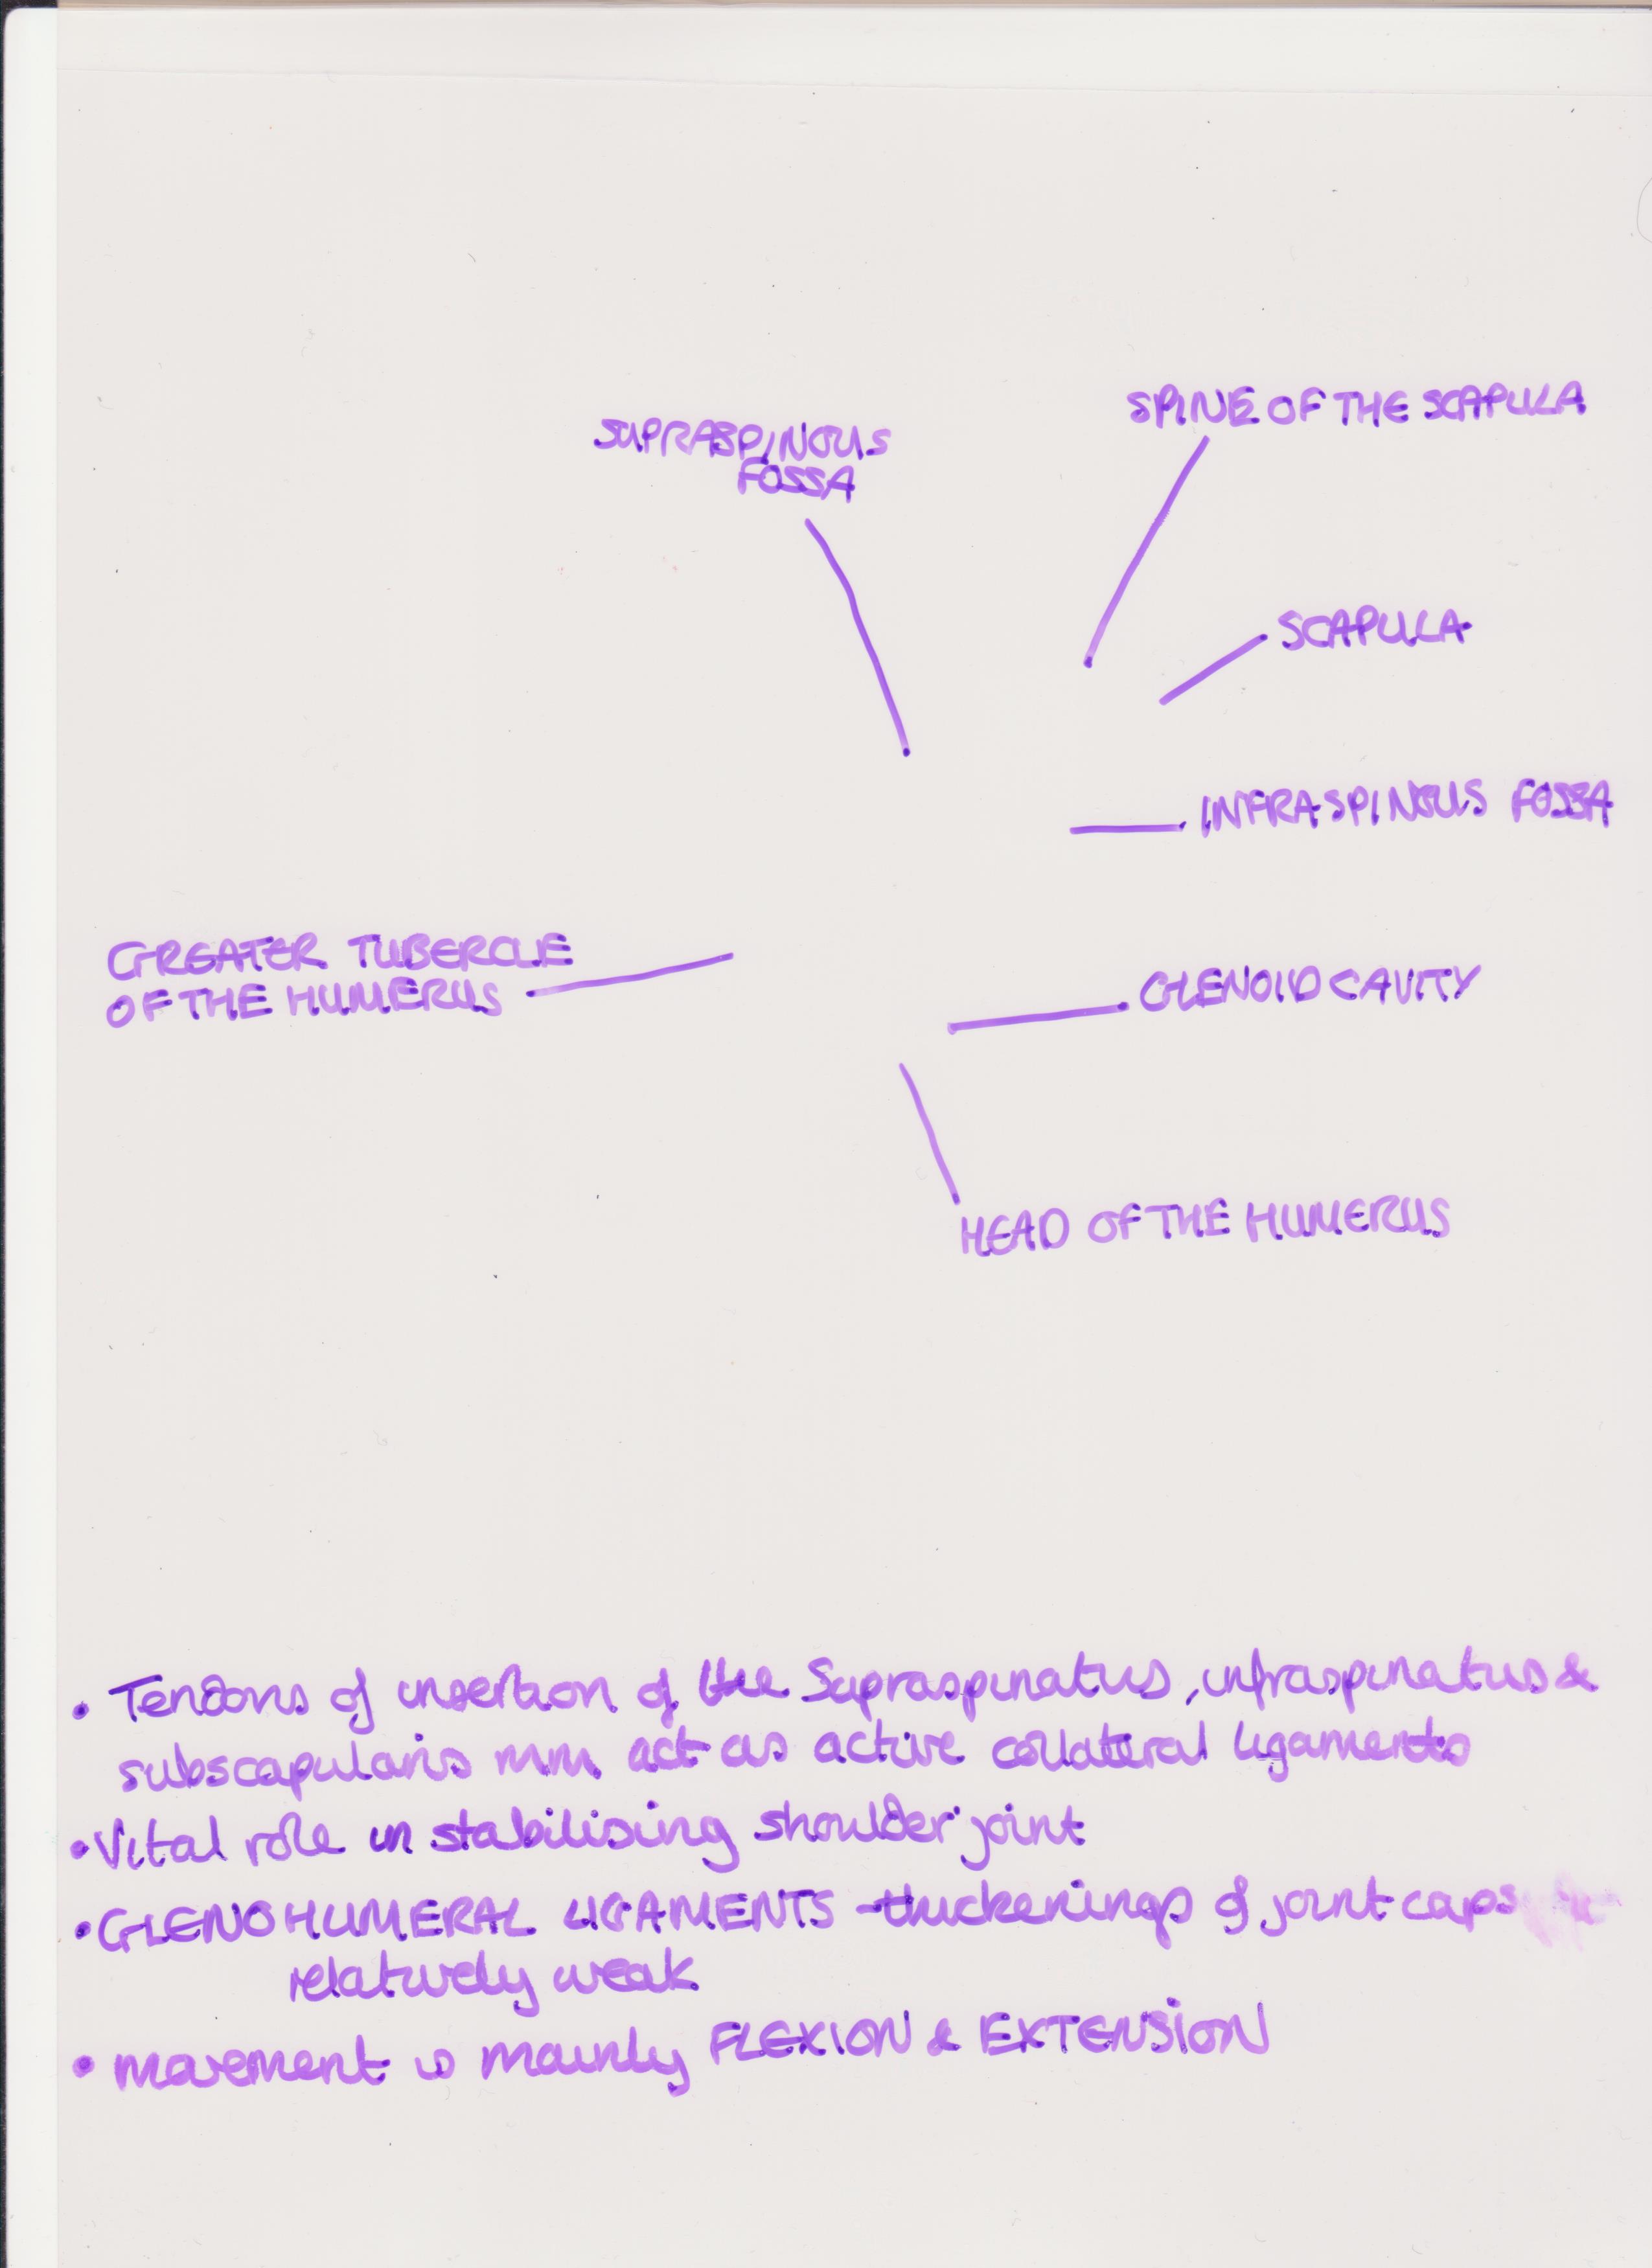 SPINE OF THE SCAPULA
SUPRASPINOUS
FOSSA
SCAPULA
INFRASPINOUS FOSSA
GREATER TUBERCLE
OF THE HUMERUS
GLENOID CAVITY
HEAD OF THE HUMERUS
• Tendons of insertion of the Supraspinatus, infraspinatus &
subscapularis mm. act as active collateral ligaments
• Vital role in stabilising shoulder joint
• GLENOHUMERAL LIGAMENTS - thickenings of joint caps
relatively weak
• movement is mainly FLEXION & EXTENSION